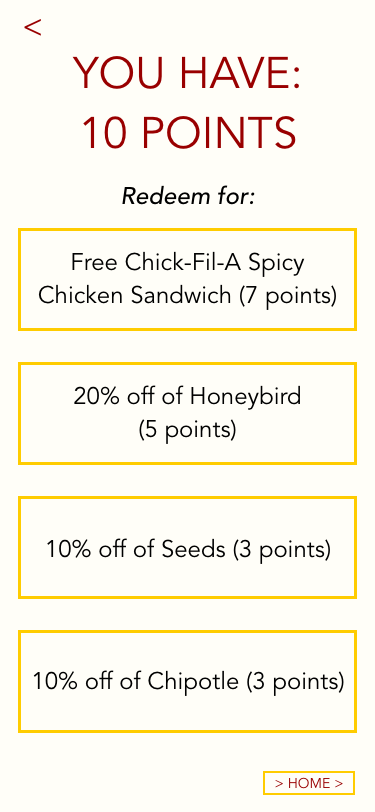 <
YOU HAVE:
10 POINTS
Redeem for:
Free Chick-Fil-A Spicy
Chicken Sandwich (7 points)
20% off of Honeybird
(5 points)
10% off of Seeds (3 points)
10% off of Chipotle (3 points)
> HOME >